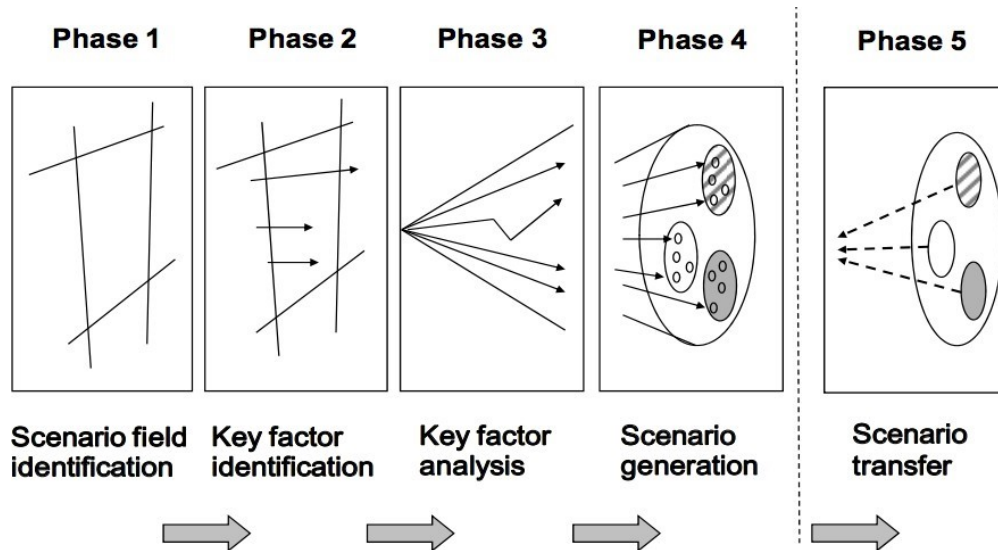 Phase 1
Phase 2
Phase 3
Phase 4
Phase 5
Scenario field
identification
Key factor
identification
Key factor
analysis
Scenario
generation
Scenario
transfer